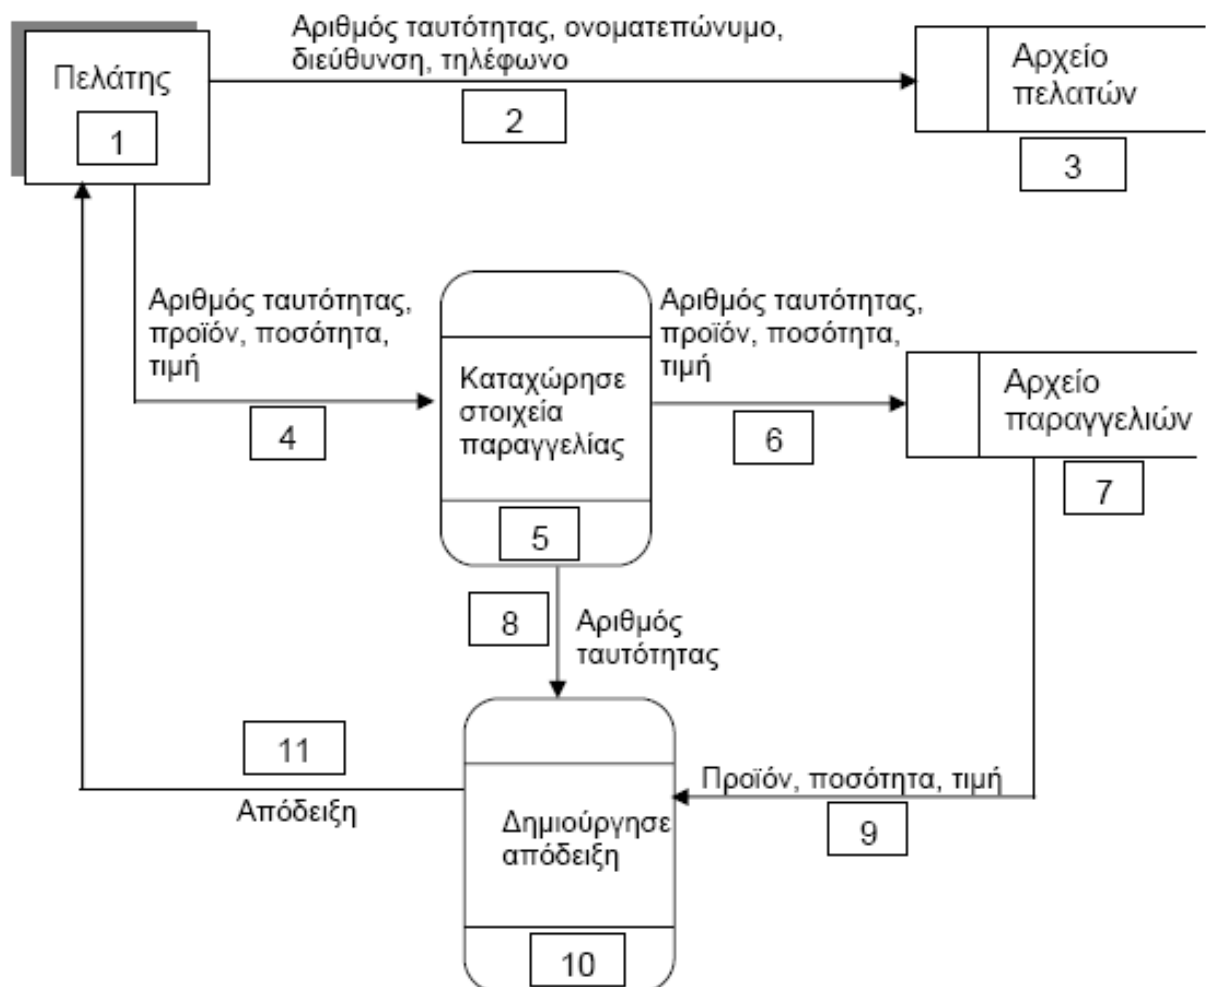 Πελάτης
1
Αριθμός ταυτότητας, ονοματεπώνυμο,
διεύθυνση, τηλέφωνο
2
Αρχείο
πελατών
3
Αριθμός ταυτότητας,
προϊόν, ποσότητα,
τιμή
4
Καταχώρησε
στοιχεία
παραγγελίας
5
Αριθμός ταυτότητας,
προϊόν, ποσότητα,
τιμή
6
Αρχείο
παραγγελιών
7
8
Αριθμός
ταυτότητας
Προϊόν, ποσότητα, τιμή
9
Δημιούργησε
απόδειξη
10
11
Απόδειξη